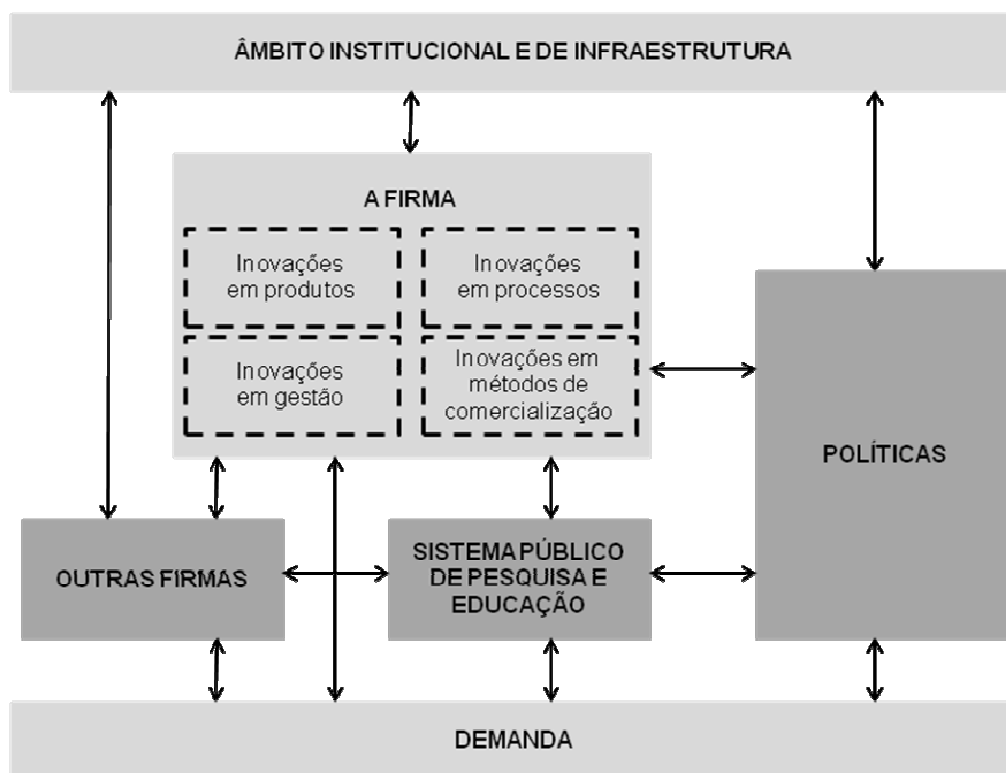 ÂMBITO INSTITUCIONAL E DE INFRAESTRUTURA
A FIRMA
Inovações
em produtos
Inovações
em processos
Inovações
em gestão
Inovações em
métodos de
comercialização
POLÍTICAS
OUTRAS FIRMAS
SISTEMA PÚBLICO
DE PESQUISA E
EDUCAÇÃO
DEMANDA